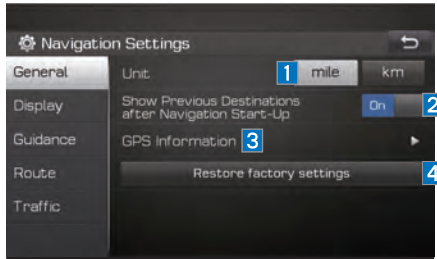 Navigation Settings
General
Unit
1
mile
km
Display
Show Previous Destinations
after Navigation Start-Up
On
2
Guidance
GPS Information
3
Restore factory settings
4
Route
Traffic